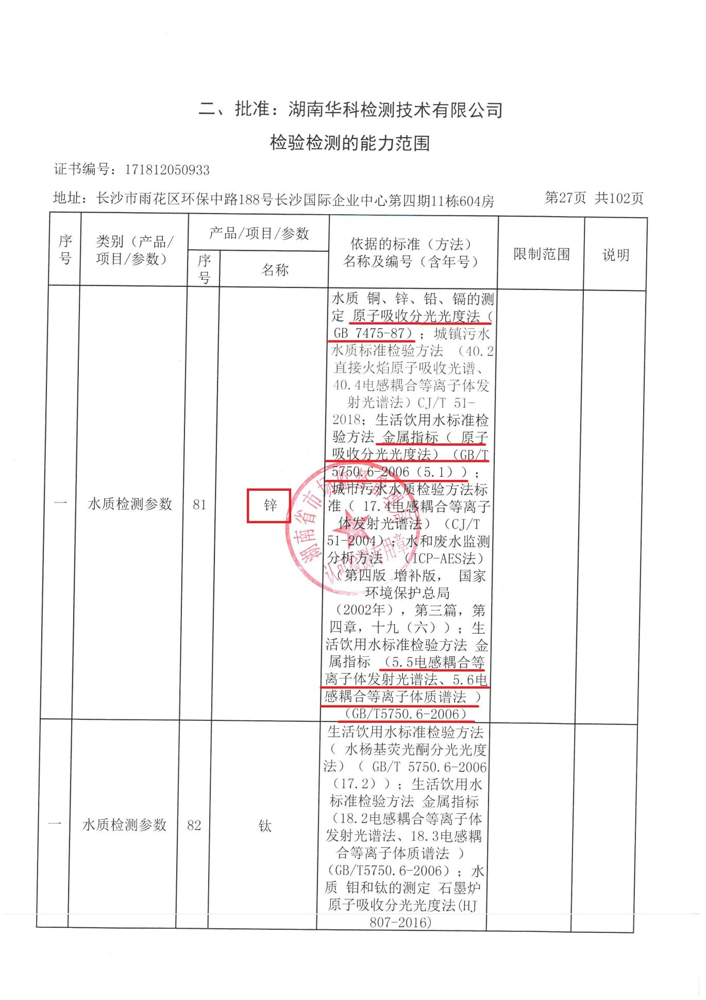 二、批准：湖南华科检测技术有限公司
检验检测的能力范围
证书编号：171812050933
地址：长沙市雨花区环保中路188号长沙国际企业中心第四期11栋604房
第27页 共102页
序号
类别（产品/
项目/参数）
产品/项目/参数
序号
名称
依据的标准（方法）
名称及编号（含年号）
限制范围
说明
一
水质检测参数
81
锌
水质 铜、锌、铅、镉的测
定 原子吸收分光光度法（
GB 7475-87）；城镇污水
水质标准检验方法 （40.2
直接火焰原子吸收光谱、
40.4电感耦合等离子体发
射光谱法）CJ/T 51-
2018；生活饮用水标准检
验方法 金属指标（ 原子
吸收分光光度法）（GB/T
5750.6-2006（5.1））；
城市污水水质检验方法标
准（ 17.4电感耦合等离子
体发射光谱法）（CJ/T
51-2004）；水和废水监测
分析方法 （ICP-AES法）
（第四版 增补版， 国家
环境保护总局
（2002年），第三篇，第
四章，十九（六））；生
活饮用水标准检验方法 金
属指标 （5.5电感耦合等
离子体发射光谱法、5.6电
感耦合等离子体质谱法 ）
（GB/T5750.6-2006）
湖南省市场监督管理局
认可检测专用章
一
水质检测参数
82
钛
生活饮用水标准检验方法
（ 水杨基荧光酮分光光度
法）（ GB/T 5750.6-2006
（17.2））；生活饮用水
标准检验方法 金属指标
（18.2电感耦合等离子体
发射光谱法、18.3电感耦
合等离子体质谱法 ）
（GB/T5750.6-2006）；水
质 钼和钛的测定 石墨炉
原子吸收分光光度法(HJ
807-2016)